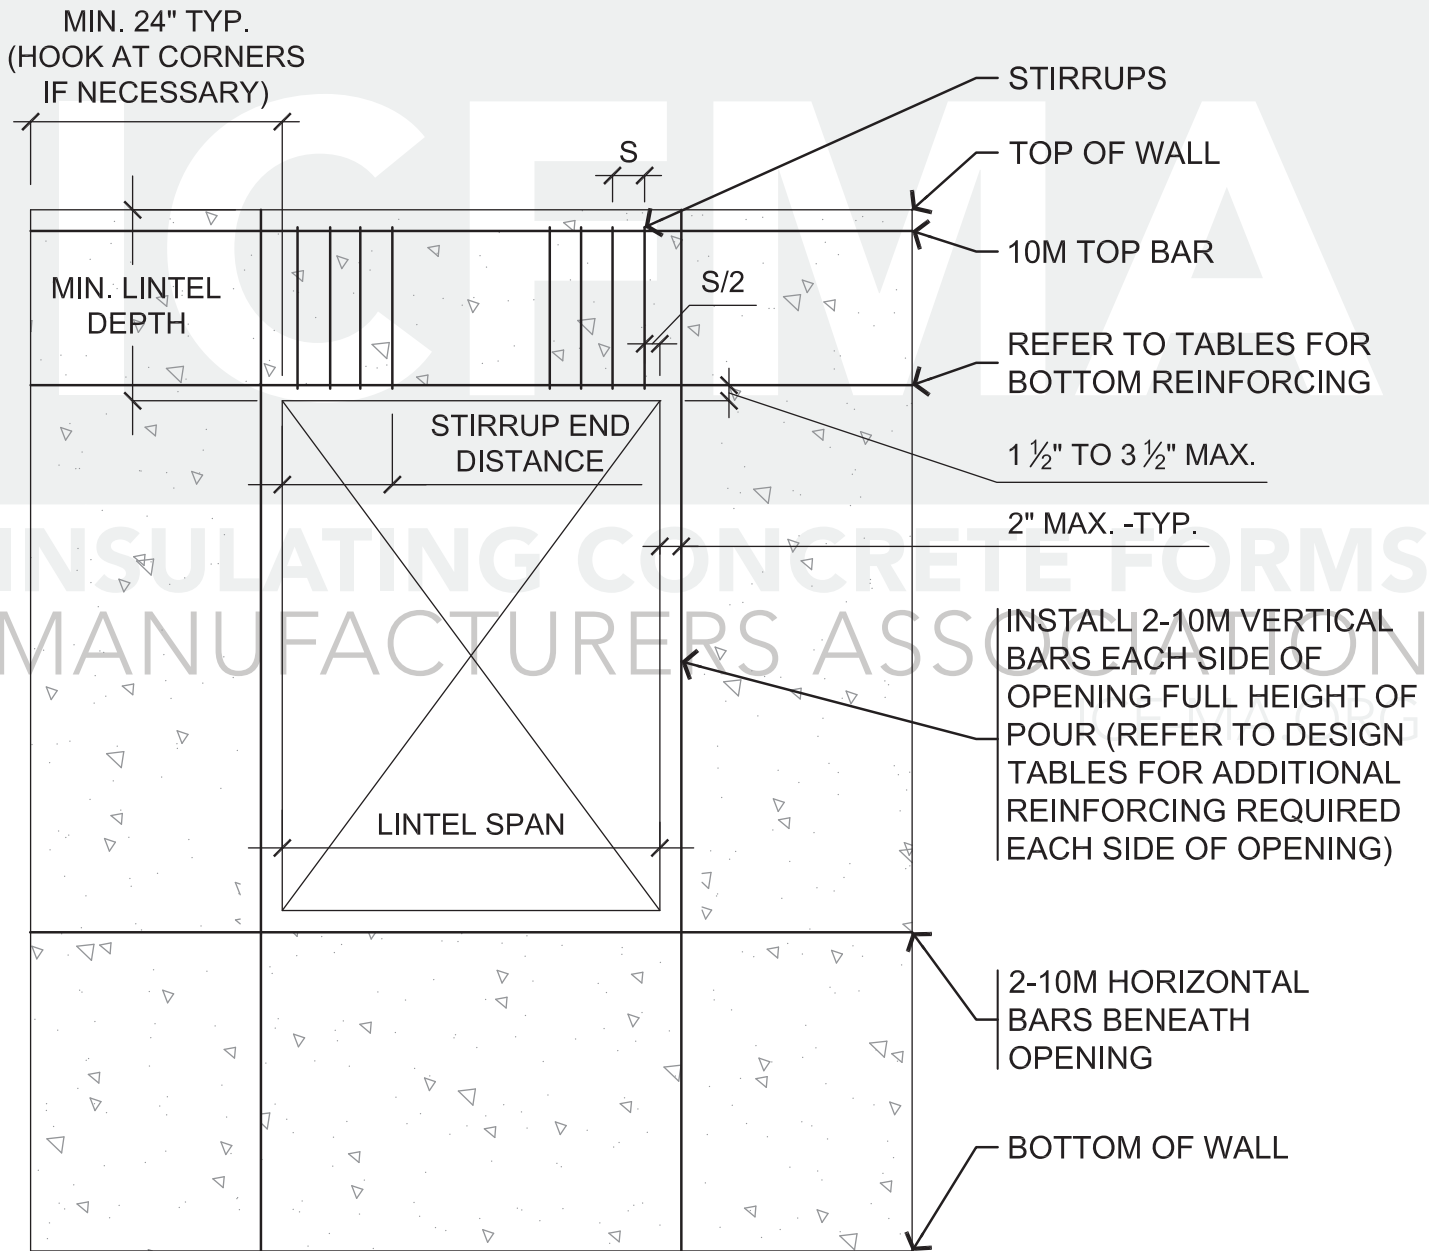 MIN. 24" TYP.
(HOOK AT CORNERS
IF NECESSARY)
STIRRUPS
S
TOP OF WALL
10M TOP BAR
MIN. LINTEL
DEPTH
S/2
REFER TO TABLES FOR
BOTTOM REINFORCING
STIRRUP END
DISTANCE
1 ½" TO 3 ½" MAX.
2" MAX. -TYP.
INSTALL 2-10M VERTICAL
BARS EACH SIDE OF
OPENING FULL HEIGHT OF
POUR (REFER TO DESIGN
TABLES FOR ADDITIONAL
REINFORCING REQUIRED
EACH SIDE OF OPENING)
LINTEL SPAN
2-10M HORIZONTAL
BARS BENEATH
OPENING
BOTTOM OF WALL
ICFMA
INSULATING CONCRETE FORMS
MANUFACTURERS ASSOCIATION
ICF-MA.ORG